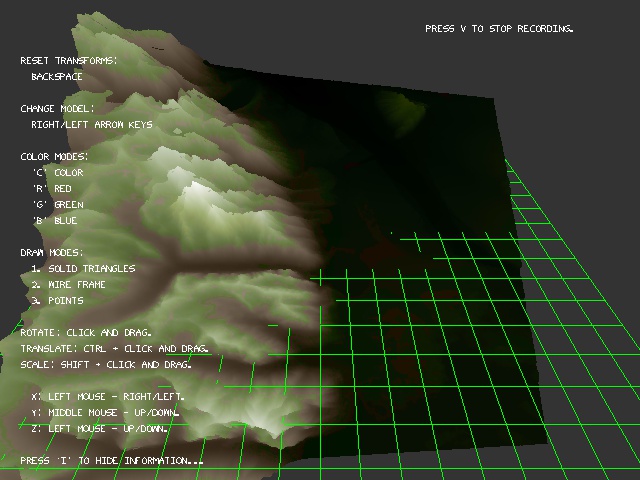 PRESS V TO STOP RECORDING.
RESET TRANSFORMS:
BACKSPACE
CHANGE MODEL:
RIGHT/LEFT ARROW KEYS
COLOR MODES:
'C' COLOR
'R' RED
'G' GREEN
'B' BLUE
DRAW MODES:
1. SOLID TRIANGLES
2. WIRE FRAME
3. POINTS
ROTATE: CLICK AND DRAG.
TRANSLATE: CTRL + CLICK AND DRAG.
SCALE: SHIFT + CLICK AND DRAG.
X: LEFT MOUSE - RIGHT/LEFT.
Y: MIDDLE MOUSE - UP/DOWN.
Z: LEFT MOUSE - UP/DOWN.
PRESS 'I' TO HIDE INFORMATION...